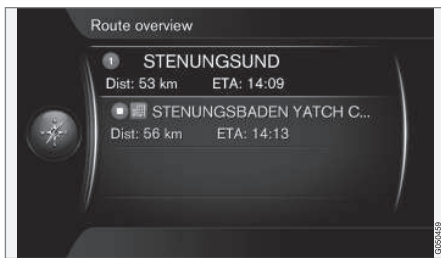 Route overview
1 STENUNGSUND
Dist: 53 km ETA: 14:09
STENUNGSBADEN YATCH C...
Dist: 56 km ETA: 14:13
G050459